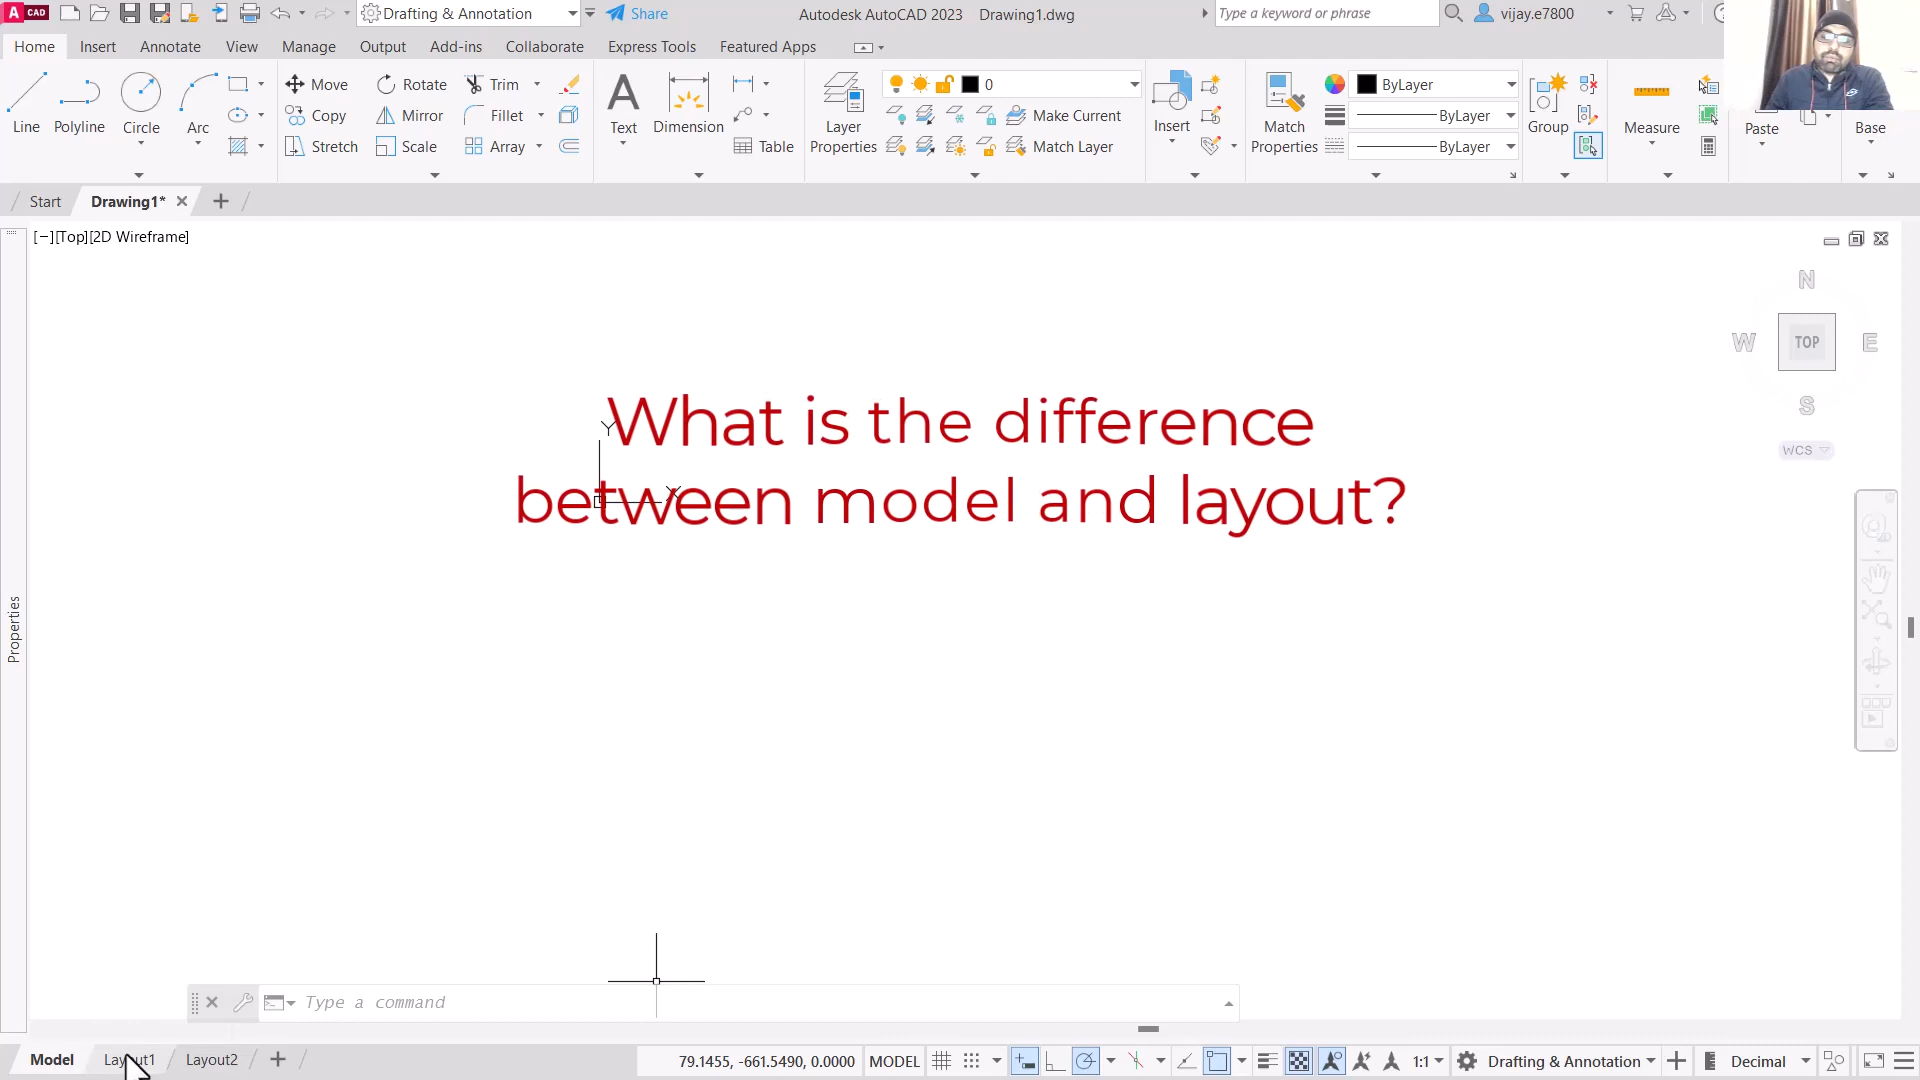 A CAD
Drafting & Annotation
Share
Autodesk AutoCAD 2023 Drawing1.dwg
Type a keyword or phrase
vijay.e7800
Home Insert Annotate View Manage Output Add-ins Collaborate Express Tools Featured Apps
Line Polyline Circle Arc
Move Rotate Trim
Copy Mirror Fillet
Stretch Scale Array
Text Dimension Table
Layer Properties
0
Make Current
Match Layer
Insert
Match Properties
ByLayer
ByLayer
ByLayer
Group
Measure
Paste
Base
Start Drawing1* +
[−][Top][2D Wireframe]
N
W TOP E
S
WCS
Y
X
What is the difference
between model and layout?
Properties
Type a command
Model Layout1 Layout2 +
79.1455, -661.5490, 0.0000 MODEL 1:1 Drafting & Annotation Decimal